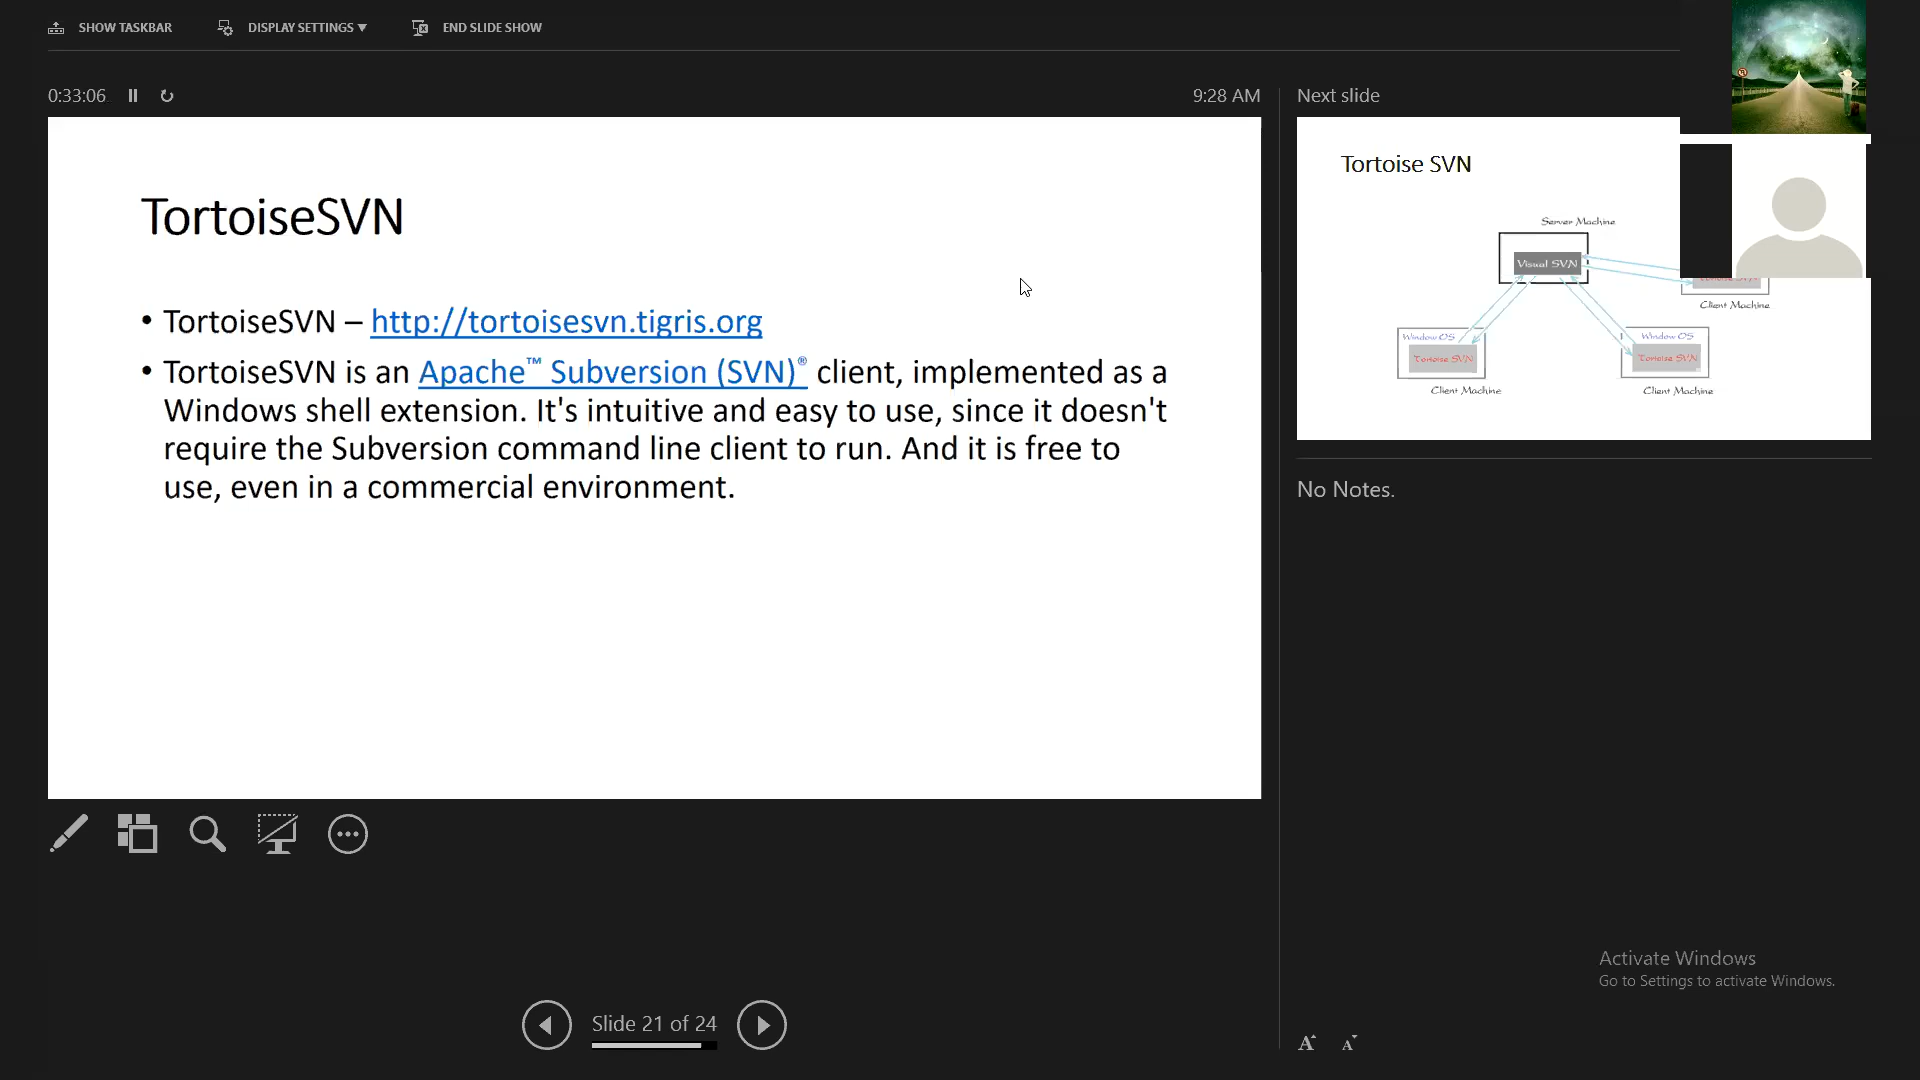 SHOW TASKBAR DISPLAY SETTINGS ▼ END SLIDE SHOW
0:33:06 9:28 AM
TortoiseSVN
• TortoiseSVN – http://tortoisesvn.tigris.org
• TortoiseSVN is an Apache™ Subversion (SVN)® client, implemented as a
Windows shell extension. It's intuitive and easy to use, since it doesn't
require the Subversion command line client to run. And it is free to
use, even in a commercial environment.
Slide 21 of 24
Next slide
Tortoise SVN
Server Machine
Visual SVN
Client Machine
Window OS Window OS
Tortoise SVN Tortoise SVN
Client Machine Client Machine
No Notes.
Activate Windows
Go to Settings to activate Windows.
A A